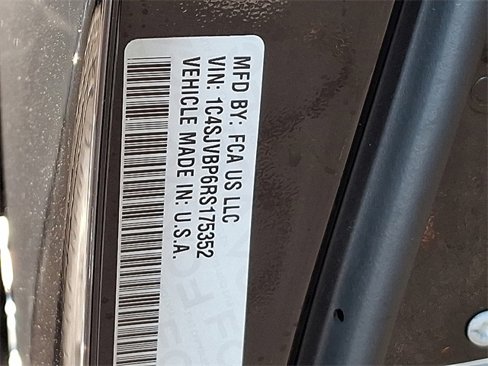 MFD BY: FCA US LLC
VIN: 1C4SJVBP6RS175352
VEHICLE MADE IN: U.S.A.